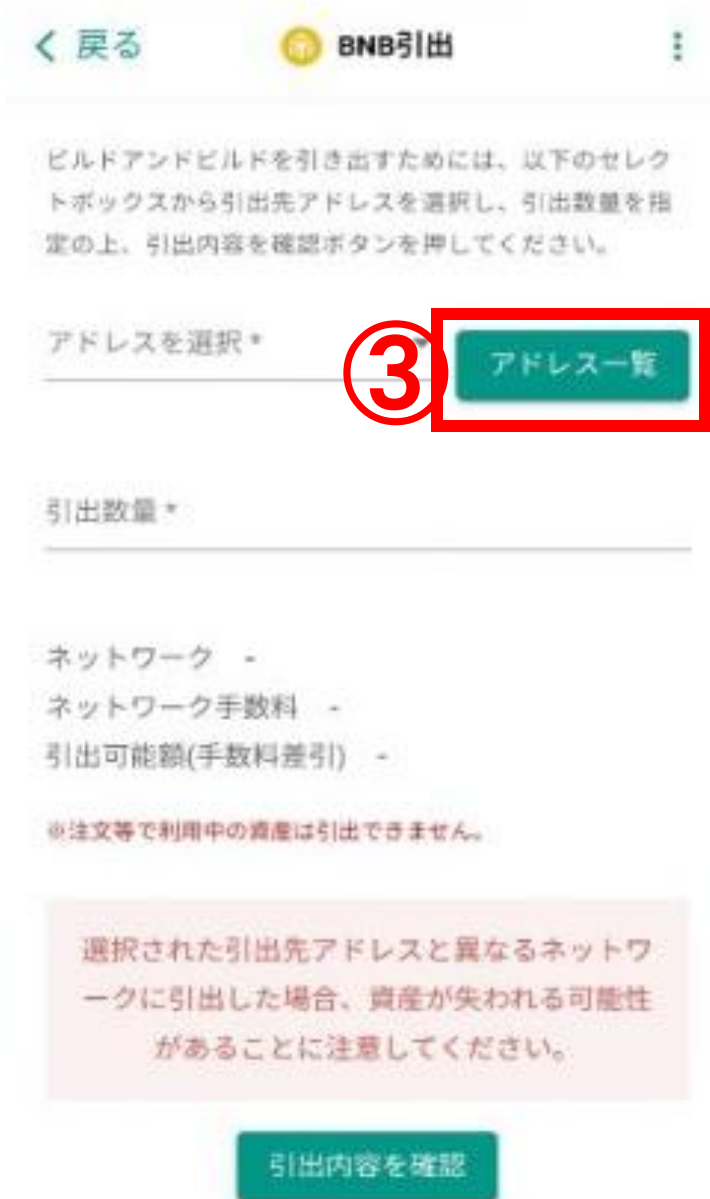 戻る
BNB引出
ビルドアンドビルドを引き出すためには、以下のセレク
トボックスから引出先アドレスを選択し、引出数量を指
定の上、引出内容を確認ボタンを押してください。
アドレスを選択 *
③
アドレス一覧
引出数量 *
ネットワーク -
ネットワーク手数料 -
引出可能額(手数料差引) -
※注文等で利用中の資産は引出できません。
選択された引出先アドレスと異なるネットワ
ークに引出した場合、資産が失われる可能性
があることに注意してください。
引出内容を確認